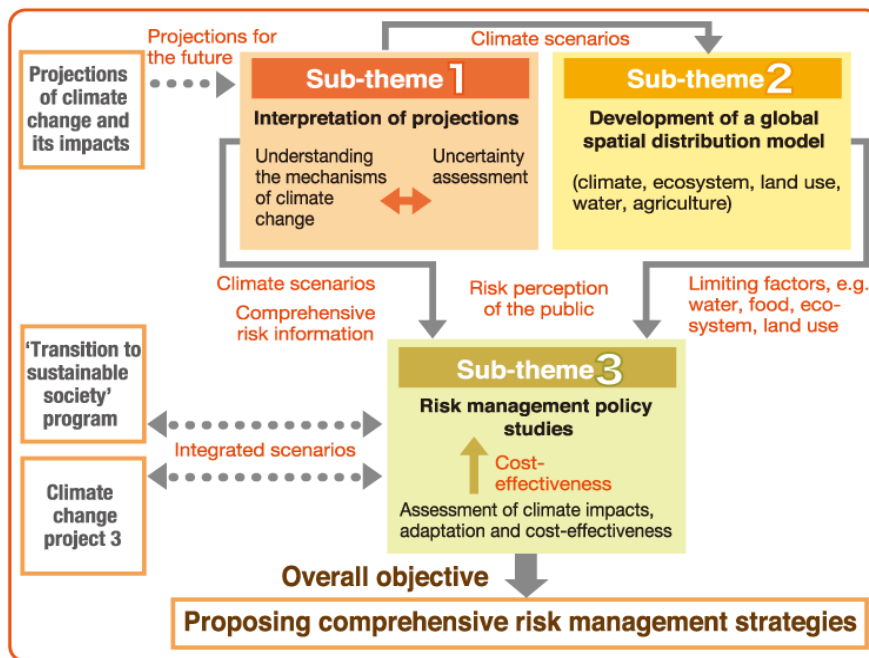 Projections for
the future
Climate scenarios
Projections
of climate
change and
its impacts
Sub-theme 1
Interpretation of projections
Understanding
the mechanisms
of climate
change
Uncertainty
assessment
Sub-theme 2
Development of a global
spatial distribution model
(climate, ecosystem, land use,
water, agriculture)
Climate scenarios
Comprehensive
risk information
Risk perception
of the public
Limiting factors, e.g.
water, food, eco-
system, land use
'Transition to
sustainable
society'
program
Integrated scenarios
Climate
change
project 3
Sub-theme 3
Risk management policy
studies
Cost-
effectiveness
Assessment of climate impacts,
adaptation and cost-effectiveness
Overall objective
Proposing comprehensive risk management strategies